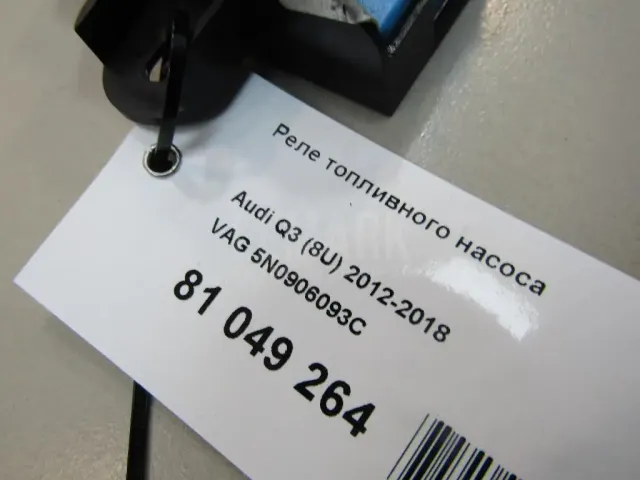 Реле топливного насоса
Audi Q3 (8U) 2012-2018
VAG 5N0906093C
81 049 264